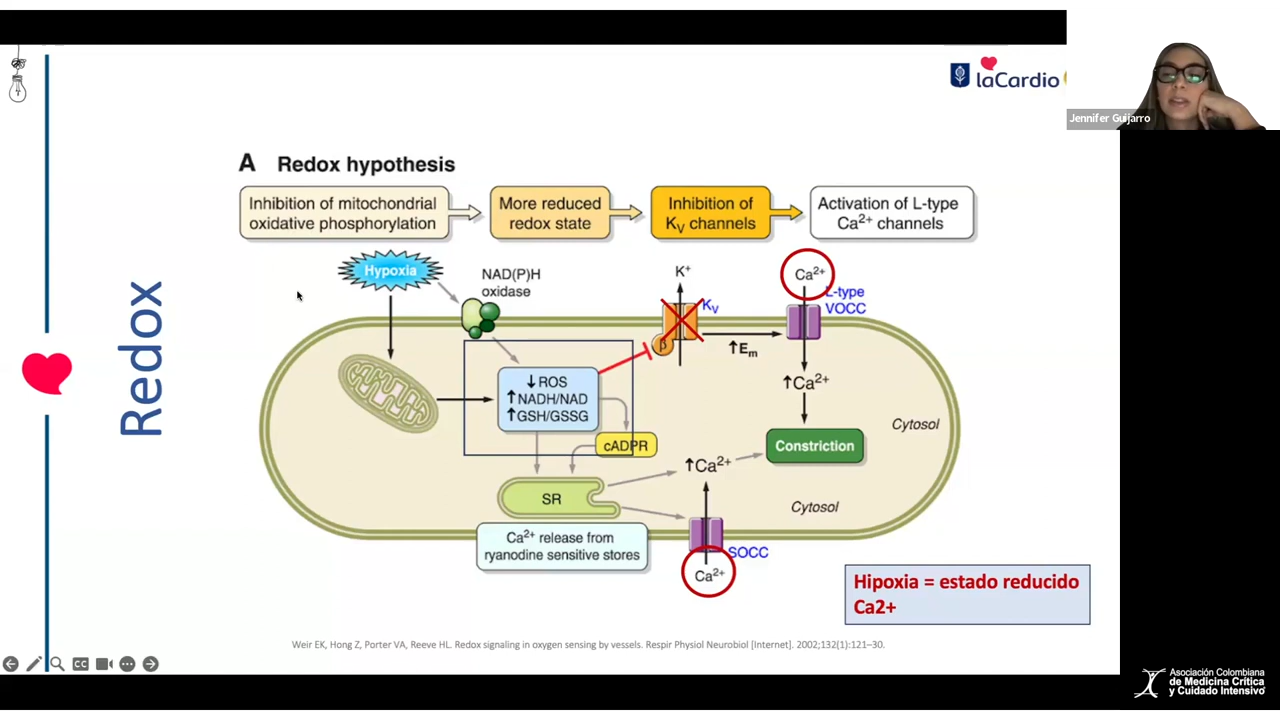 laCardio
Jennifer Guijarro
A Redox hypothesis
Inhibition of mitochondrial
oxidative phosphorylation
More reduced
redox state
Inhibition of
KV channels
Activation of L-type
Ca2+ channels
Hypoxia
NAD(P)H
oxidase
K+
KV
β
Ca2+
L-type
VOCC
↑Em
↓ROS
↑NADH/NAD
↑GSH/GSSG
↑Ca2+
cADPR
Constriction
Cytosol
↑Ca2+
SR
Cytosol
Ca2+ release from
ryanodine sensitive stores
SOCC
Ca2+
Redox
Hipoxia = estado reducido
Ca2+
Weir EK, Hong Z, Porter VA, Reeve HL. Redox signaling in oxygen sensing by vessels. Respir Physiol Neurobiol [Internet]. 2002;132(1):121–30.
CC
Asociación Colombiana
de Medicina Crítica
y Cuidado Intensivo